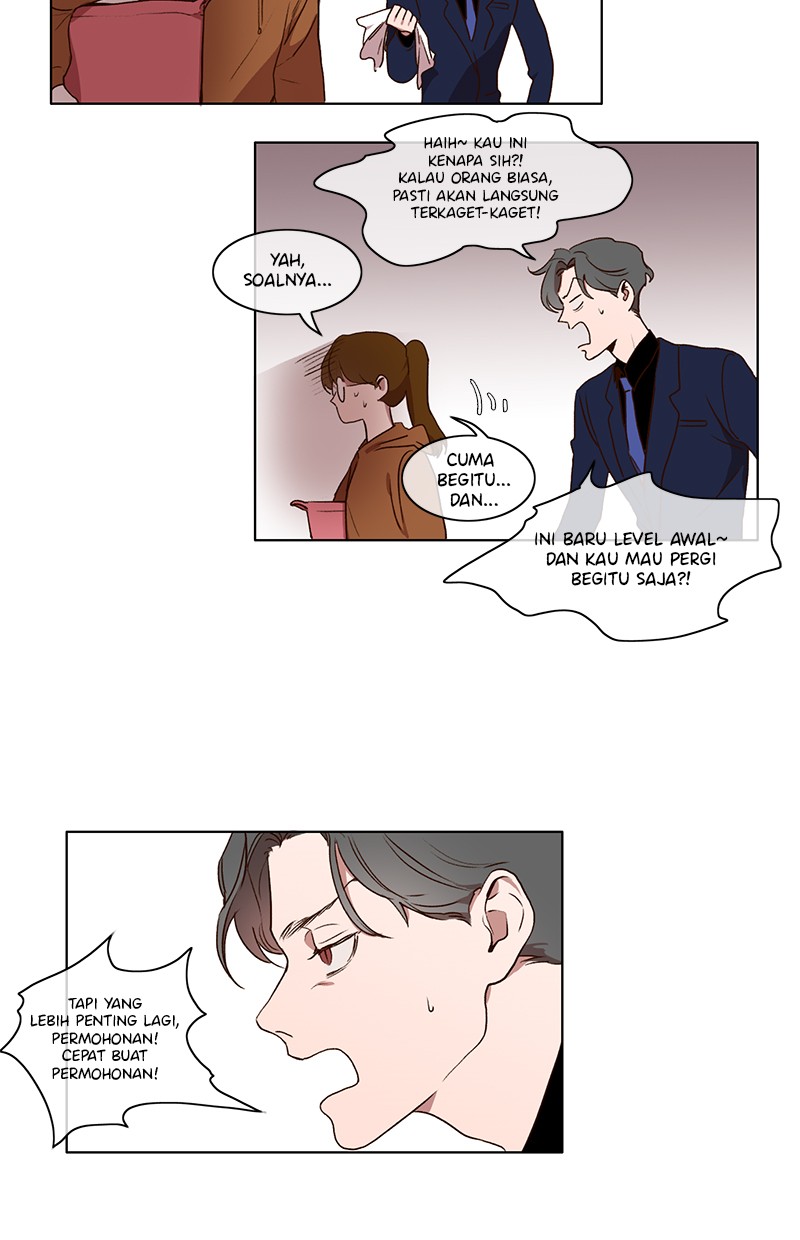 HAIH~ KAU INI
KENAPA SIH?!
KALAU ORANG BIASA,
PASTI AKAN LANGSUNG
TERKAGET-KAGET!
YAH,
SOALNYA...
CUMA
BEGITU...
DAN...
INI BARU LEVEL AWAL~
DAN KAU MAU PERGI
BEGITU SAJA?!
TAPI YANG
LEBIH PENTING LAGI,
PERMOHONAN!
CEPAT BUAT
PERMOHONAN!